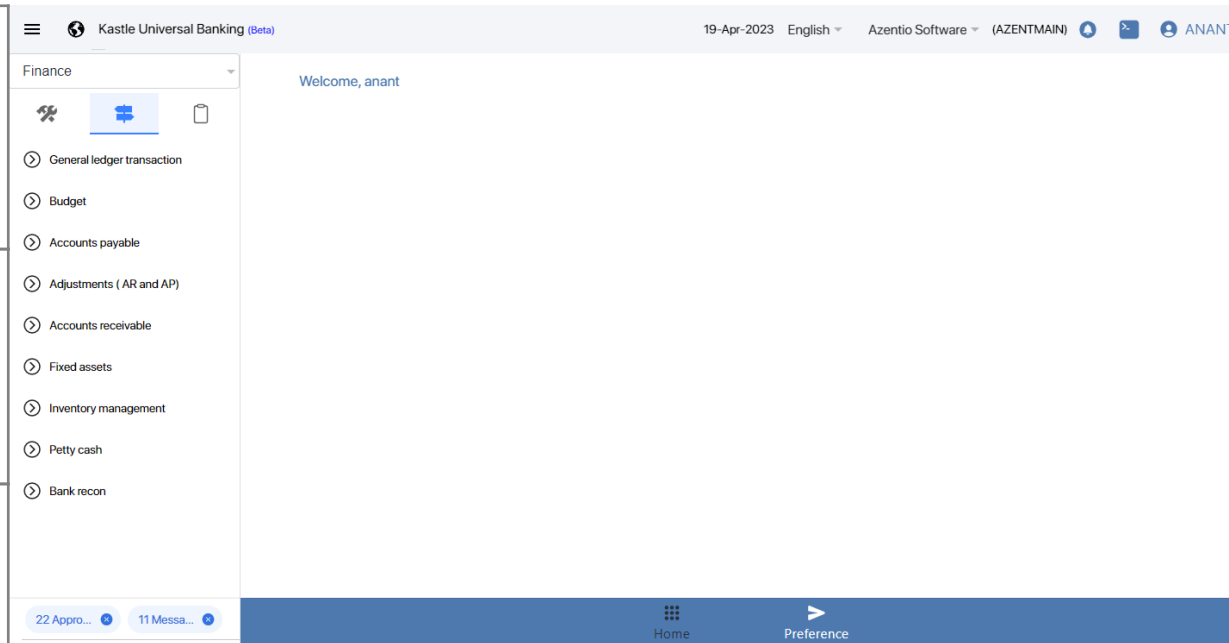 Kastle Universal Banking (Beta) 19-Apr-2023 English Azentio Software (AZENTMAIN) ANANT
Finance
Welcome, anant
General ledger transaction
Budget
Accounts payable
Adjustments ( AR and AP)
Accounts receivable
Fixed assets
Inventory management
Petty cash
Bank recon
22 Appro... 11 Messa...
Home Preference